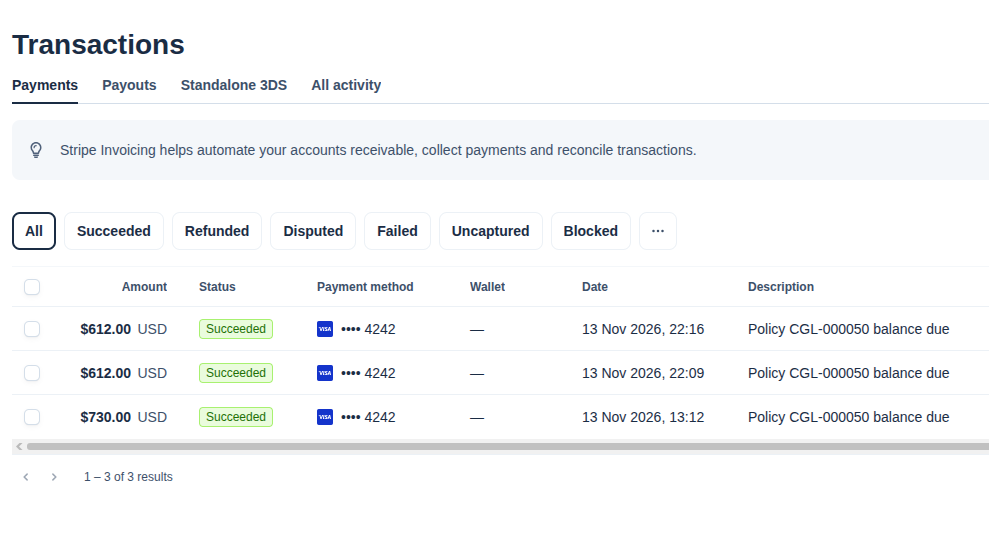 Transactions
Payments Payouts Standalone 3DS All activity
Stripe Invoicing helps automate your accounts receivable, collect payments and reconcile transactions.
All Succeeded Refunded Disputed Failed Uncaptured Blocked ···
Amount Status Payment method Wallet Date Description
$612.00 USD Succeeded VISA •••• 4242 — 13 Nov 2026, 22:16 Policy CGL-000050 balance due
$612.00 USD Succeeded VISA •••• 4242 — 13 Nov 2026, 22:09 Policy CGL-000050 balance due
$730.00 USD Succeeded VISA •••• 4242 — 13 Nov 2026, 13:12 Policy CGL-000050 balance due
1 – 3 of 3 results